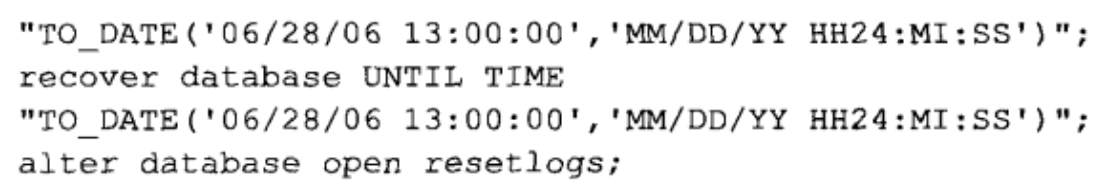 "TO_DATE('06/28/06 13:00:00','MM/DD/YY HH24:MI:SS')";
recover database UNTIL TIME
"TO_DATE('06/28/06 13:00:00','MM/DD/YY HH24:MI:SS')";
alter database open resetlogs;